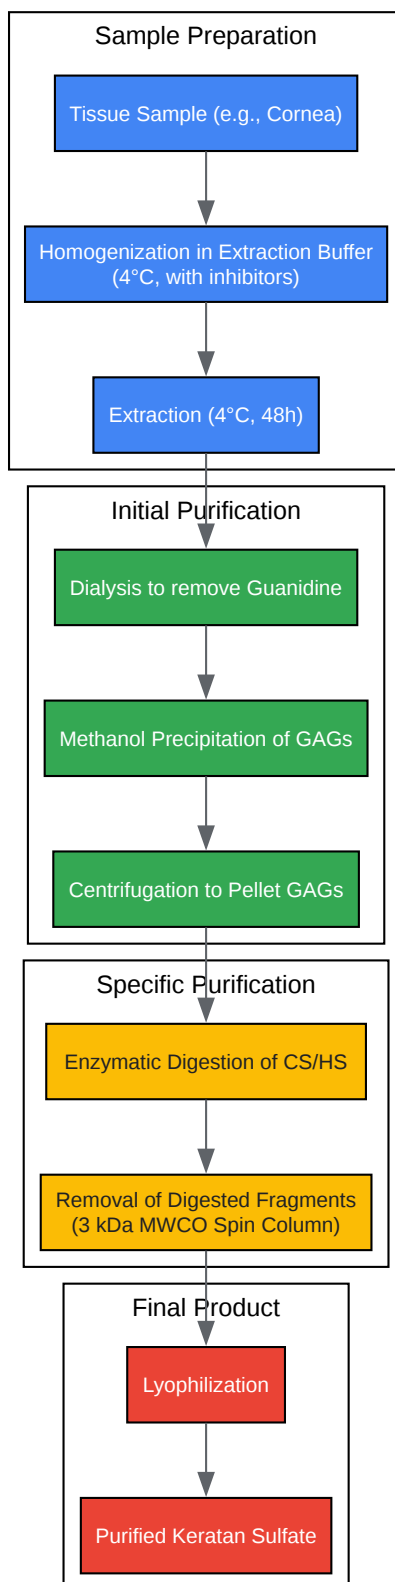 Sample Preparation
Tissue Sample (e.g., Cornea)
Homogenization in Extraction Buffer
(4°C, with inhibitors)
Extraction (4°C, 48h)
Initial Purification
Dialysis to remove Guanidine
Methanol Precipitation of GAGs
Centrifugation to Pellet GAGs
Specific Purification
Enzymatic Digestion of CS/HS
Removal of Digested Fragments
(3 kDa MWCO Spin Column)
Final Product
Lyophilization
Purified Keratan Sulfate